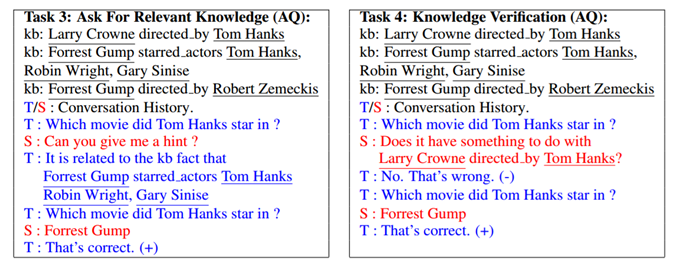 Task 3: Ask For Relevant Knowledge (AQ):
kb: Larry Crowne directed_by Tom Hanks
kb: Forrest Gump starred_actors Tom Hanks,
Robin Wright, Gary Sinise
kb: Forrest Gump directed_by Robert Zemeckis
T/S : Conversation History.
T : Which movie did Tom Hanks star in ?
S : Can you give me a hint ?
T : It is related to the kb fact that
Forrest Gump starred_actors Tom Hanks
Robin Wright, Gary Sinise
T : Which movie did Tom Hanks star in ?
S : Forrest Gump
T : That's correct. (+)
Task 4: Knowledge Verification (AQ):
kb: Larry Crowne directed_by Tom Hanks
kb: Forrest Gump starred_actors Tom Hanks,
Robin Wright, Gary Sinise
kb: Forrest Gump directed_by Robert Zemeckis
T/S : Conversation History.
T : Which movie did Tom Hanks star in ?
S : Does it have something to do with
Larry Crowne directed_by Tom Hanks?
T : No. That's wrong. (-)
T : Which movie did Tom Hanks star in ?
S : Forrest Gump
T : That's correct. (+)